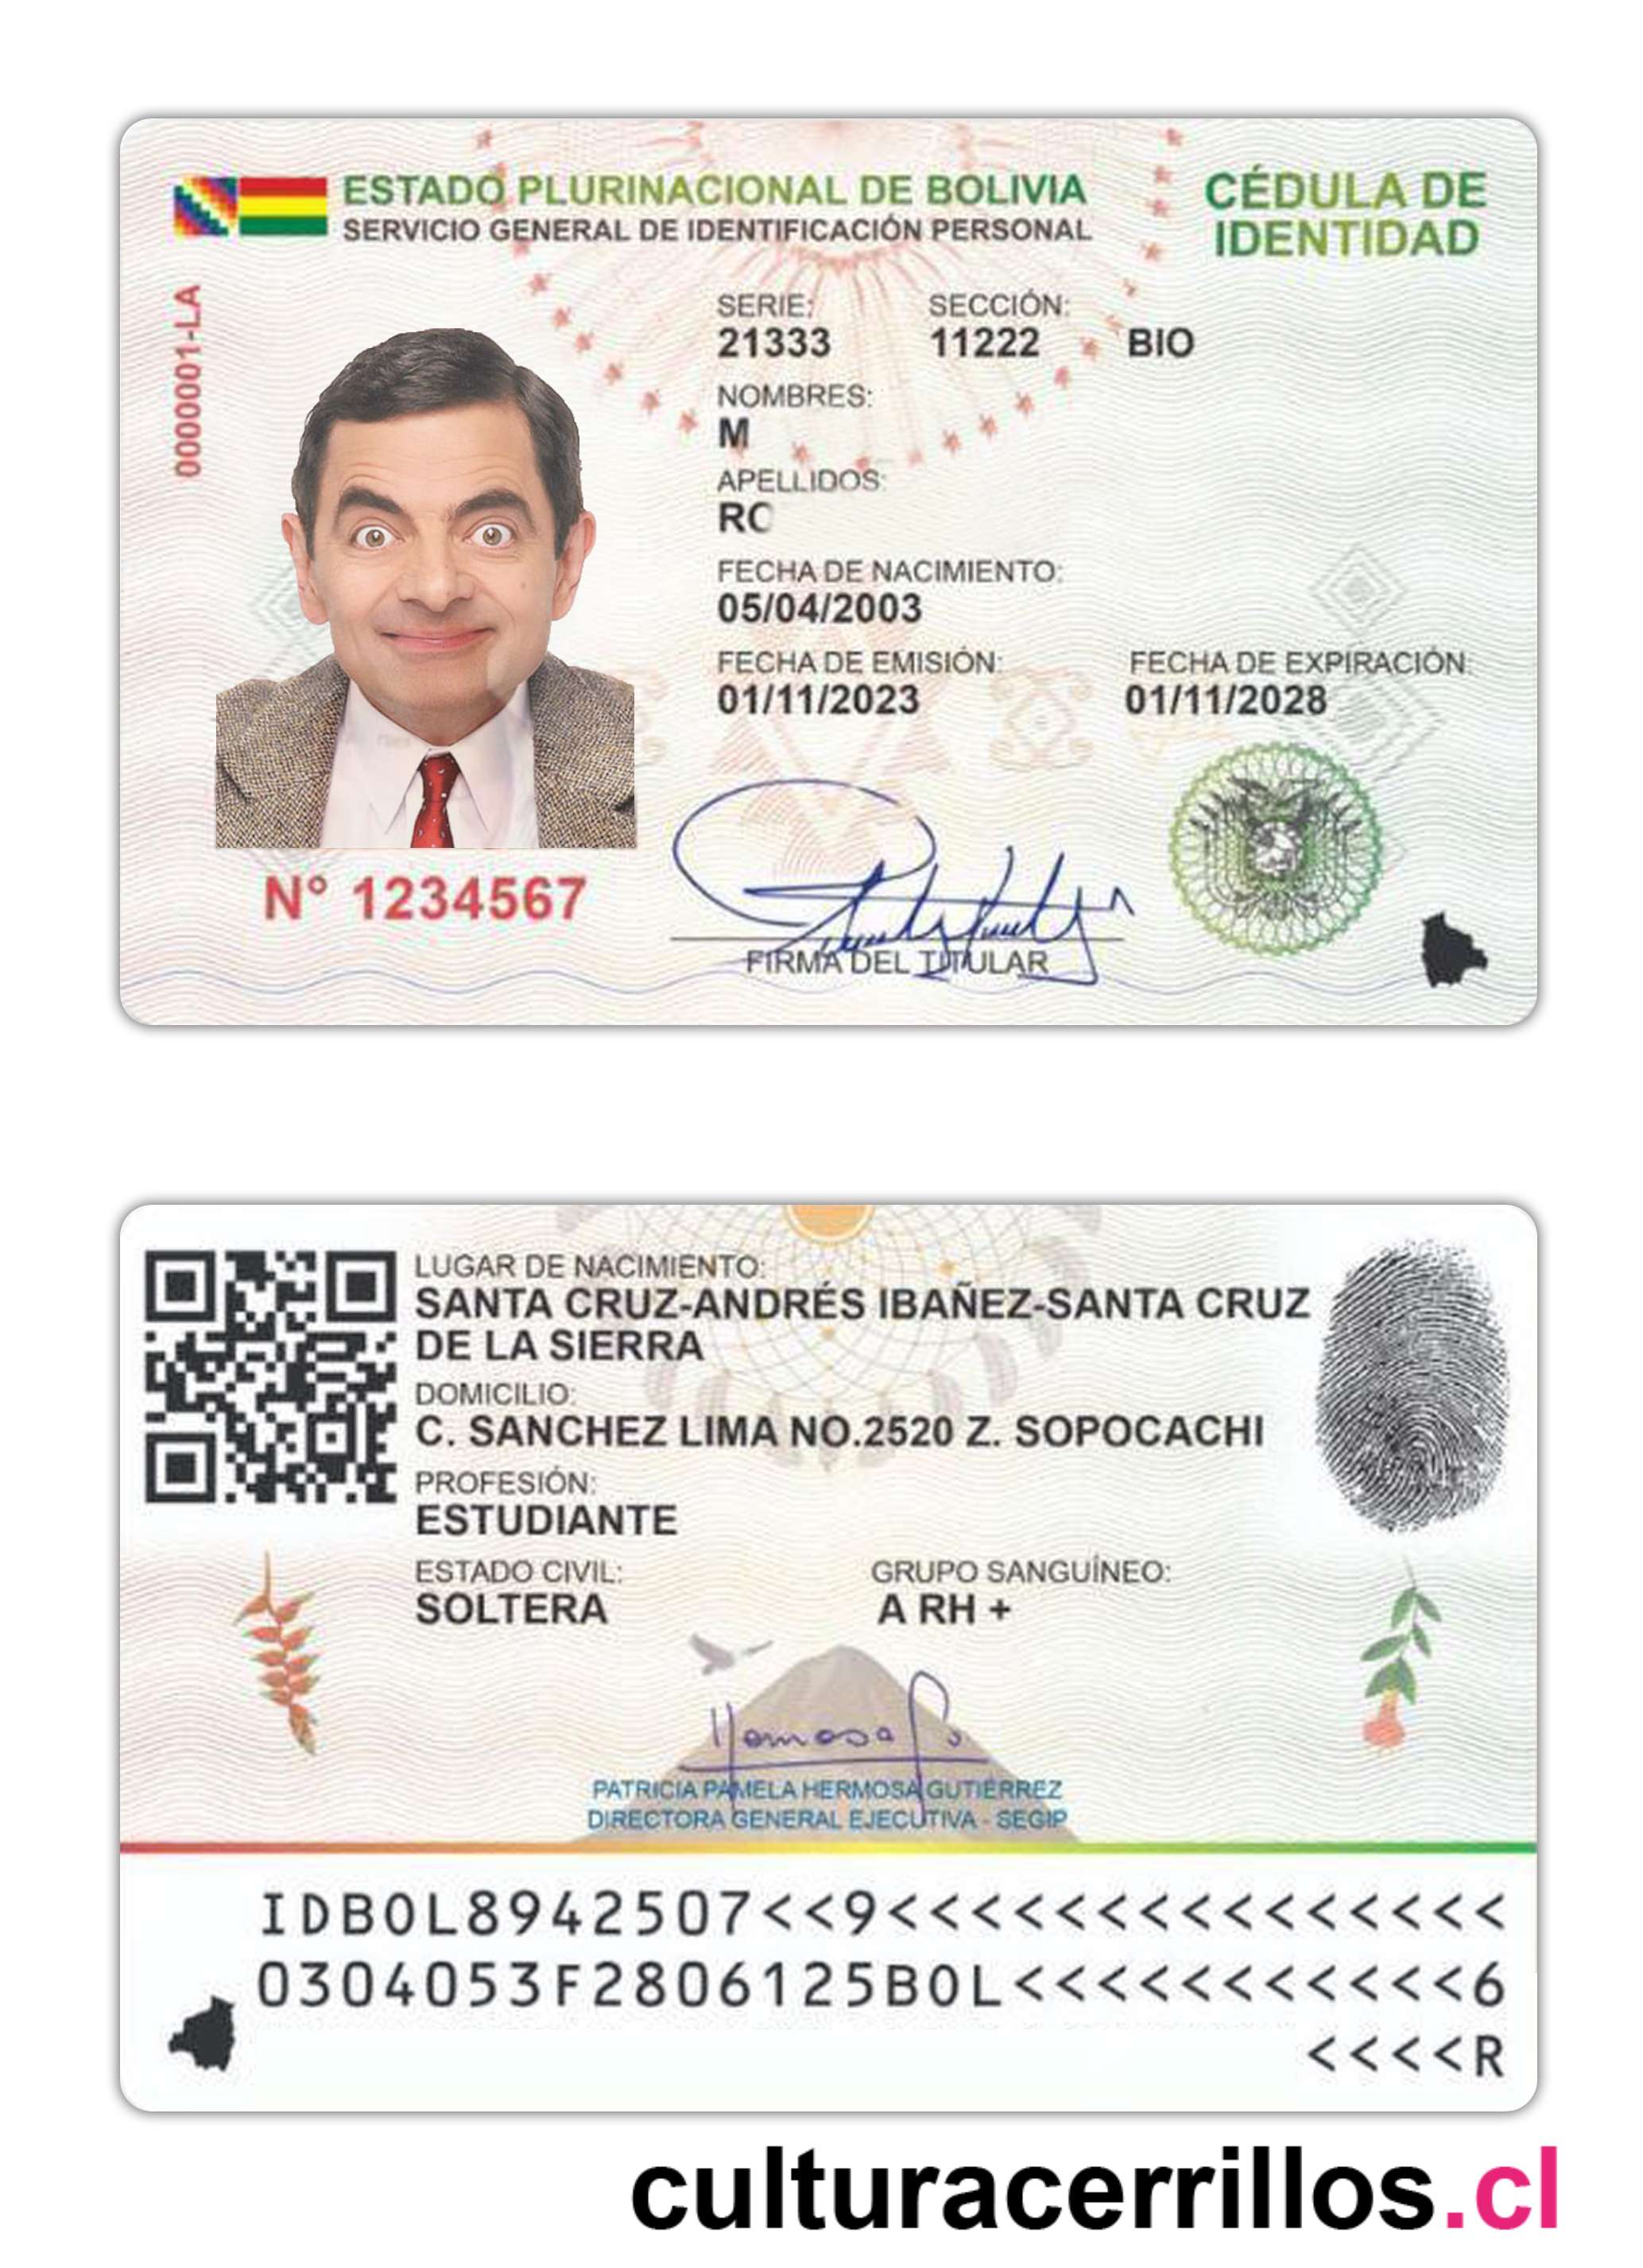 ESTADO PLURINACIONAL DE BOLIVIA
SERVICIO GENERAL DE IDENTIFICACIÓN PERSONAL
CÉDULA DE
IDENTIDAD
0000001-LA
SERIE: SECCIÓN:
21333 11222 BIO
NOMBRES:
M
APELLIDOS:
RO
FECHA DE NACIMIENTO:
05/04/2003
FECHA DE EMISIÓN: FECHA DE EXPIRACIÓN:
01/11/2023 01/11/2028
N° 1234567
FIRMA DEL TITULAR
LUGAR DE NACIMIENTO:
SANTA CRUZ-ANDRÉS IBAÑEZ-SANTA CRUZ
DE LA SIERRA
DOMICILIO:
C. SANCHEZ LIMA NO.2520 Z. SOPOCACHI
PROFESIÓN:
ESTUDIANTE
ESTADO CIVIL: GRUPO SANGUÍNEO:
SOLTERA A RH +
Hermosa
PATRICIA PAMELA HERMOSA GUTIÉRREZ
DIRECTORA GENERAL EJECUTIVA - SEGIP
IDBOL8942507<<9<<<<<<<<<<<<<<<
0304053F2806125BOL<<<<<<<<<<<6
<<<<R
culturacerrillos.cl